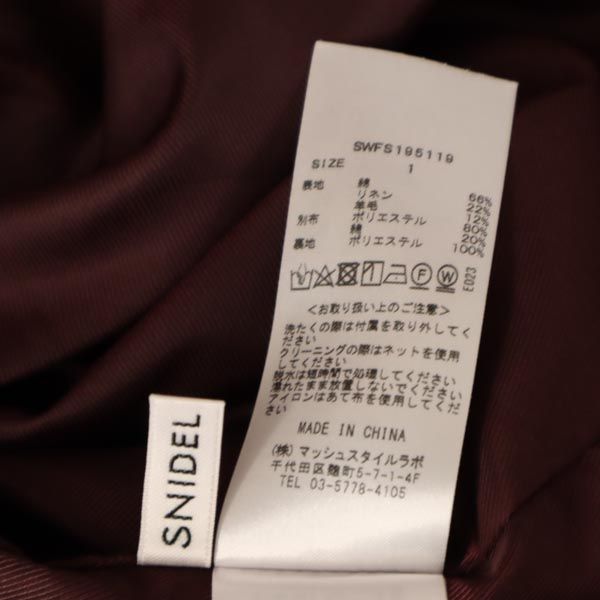 SWFS195119
SIZE 1
表地 綿 66%
リネン 22%
羊毛 12%
別布 ポリエステル 80%
綿 20%
裏地 ポリエステル 100%
F W E023
<お取り扱い上のご注意>
洗たくの際は付属を取り外してく
ださい
クリーニングの際はネットを使用
してください
脱水は短時間で処理してください
濡れたまま放置しないでください
アイロンはあて布を使用してくだ
さい
MADE IN CHINA
(株)マッシュスタイルラボ
千代田区麹町5-7-1-4F
TEL 03-5778-4105
SNIDEL